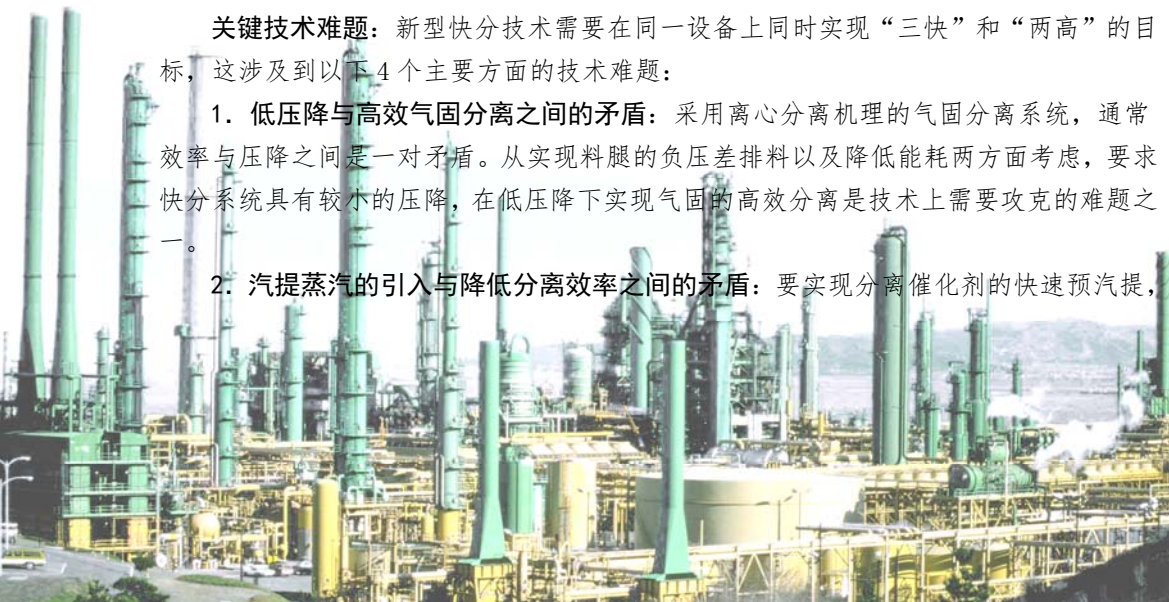 关键技术难题：新型快分技术需要在同一设备上同时实现“三快”和“两高”的目
标，这涉及到以下 4 个主要方面的技术难题：
1．低压降与高效气固分离之间的矛盾：采用离心分离机理的气固分离系统，通常
效率与压降之间是一对矛盾。从实现料腿的负压差排料以及降低能耗两方面考虑，要求
快分系统具有较小的压降，在低压降下实现气固的高效分离是技术上需要攻克的难题之
一。
2．汽提蒸汽的引入与降低分离效率之间的矛盾：要实现分离催化剂的快速预汽提，